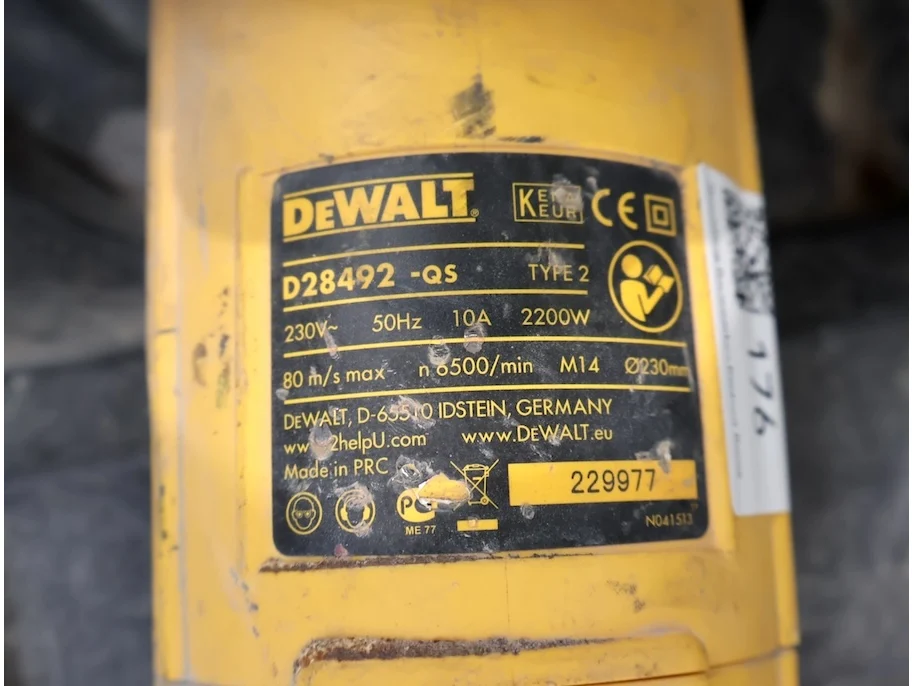 DEWALT®
KEMA KEUR CE
D28492 -QS TYPE 2
230V~ 50Hz 10A 2200W
80 m/s max n 6500/min M14 Ø230mm
DEWALT, D-65510 IDSTEIN, GERMANY
www.2helpU.com www.DEWALT.eu
Made in PRC
229977
ME 77
N041513
176